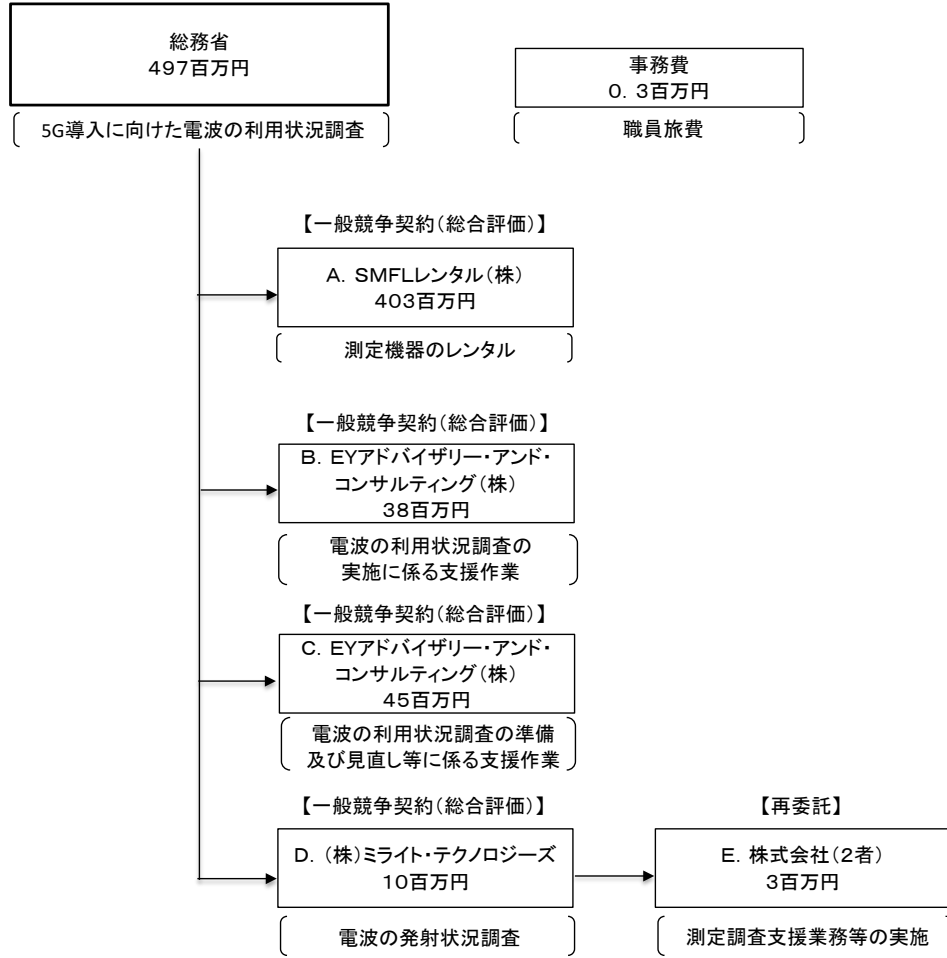 総務省
497百万円
事務費
０．３百万円
5G導入に向けた電波の利用状況調査
職員旅費
【一般競争契約（総合評価）】
Ａ．ＳＭＦＬレンタル（株）
４０３百万円
測定機器のレンタル
【一般競争契約（総合評価）】
Ｂ．ＥＹアドバイザリー・アンド・
コンサルティング（株）
３８百万円
電波の利用状況調査の
実施に係る支援作業
【一般競争契約（総合評価）】
Ｃ．ＥＹアドバイザリー・アンド・
コンサルティング（株）
４５百万円
電波の利用状況調査の準備
及び見直し等に係る支援作業
【一般競争契約（総合評価）】
【再委託】
Ｄ．（株）ミライト・テクノロジーズ
１０百万円
Ｅ．株式会社（２者）
３百万円
電波の発射状況調査
測定調査支援業務等の実施